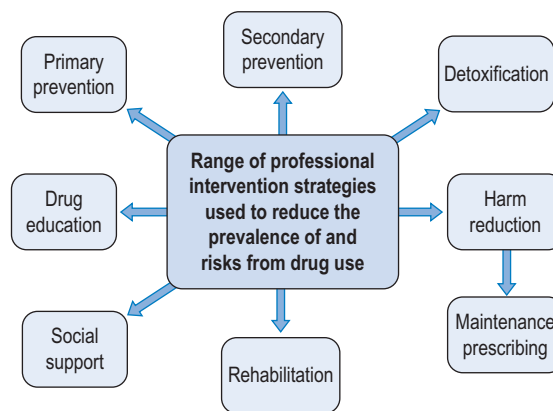 Primary
prevention
Secondary
prevention
Detoxification
Range of professional
intervention strategies
used to reduce the
prevalence of and
risks from drug use
Drug
education
Harm
reduction
Social
support
Rehabilitation
Maintenance
prescribing